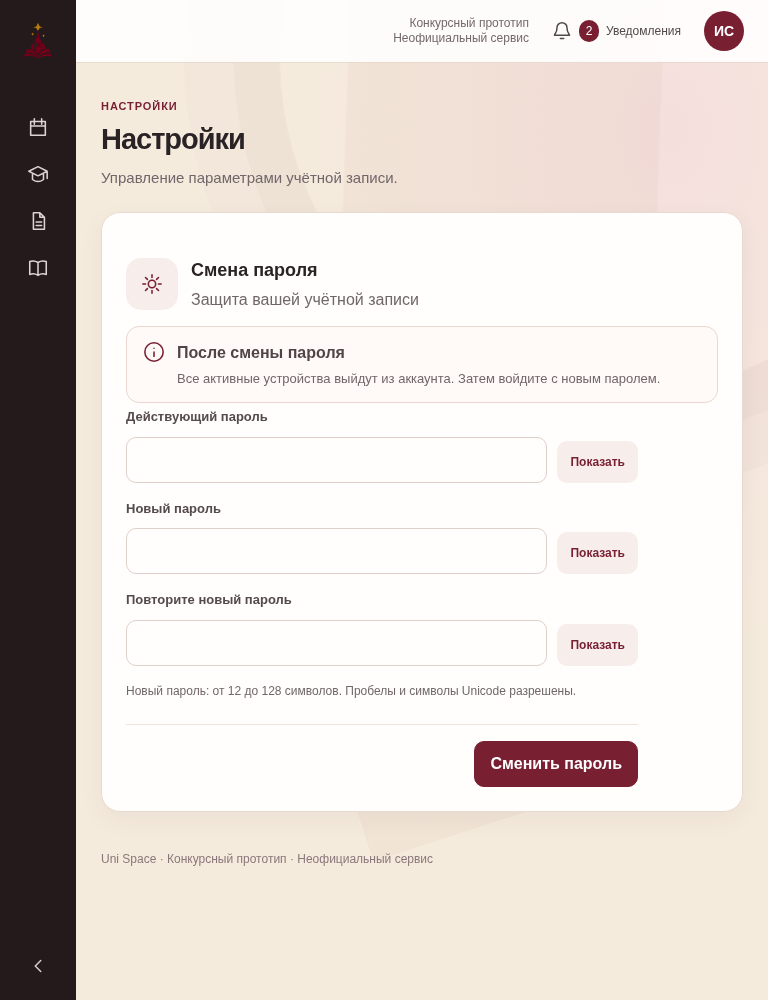 Конкурсный прототип
Неофициальный сервис
2 Уведомления
ИС
НАСТРОЙКИ
Настройки
Управление параметрами учётной записи.
Смена пароля
Защита вашей учётной записи
После смены пароля
Все активные устройства выйдут из аккаунта. Затем войдите с новым паролем.
Действующий пароль
Показать
Новый пароль
Показать
Повторите новый пароль
Показать
Новый пароль: от 12 до 128 символов. Пробелы и символы Unicode разрешены.
Сменить пароль
Uni Space · Конкурсный прототип · Неофициальный сервис